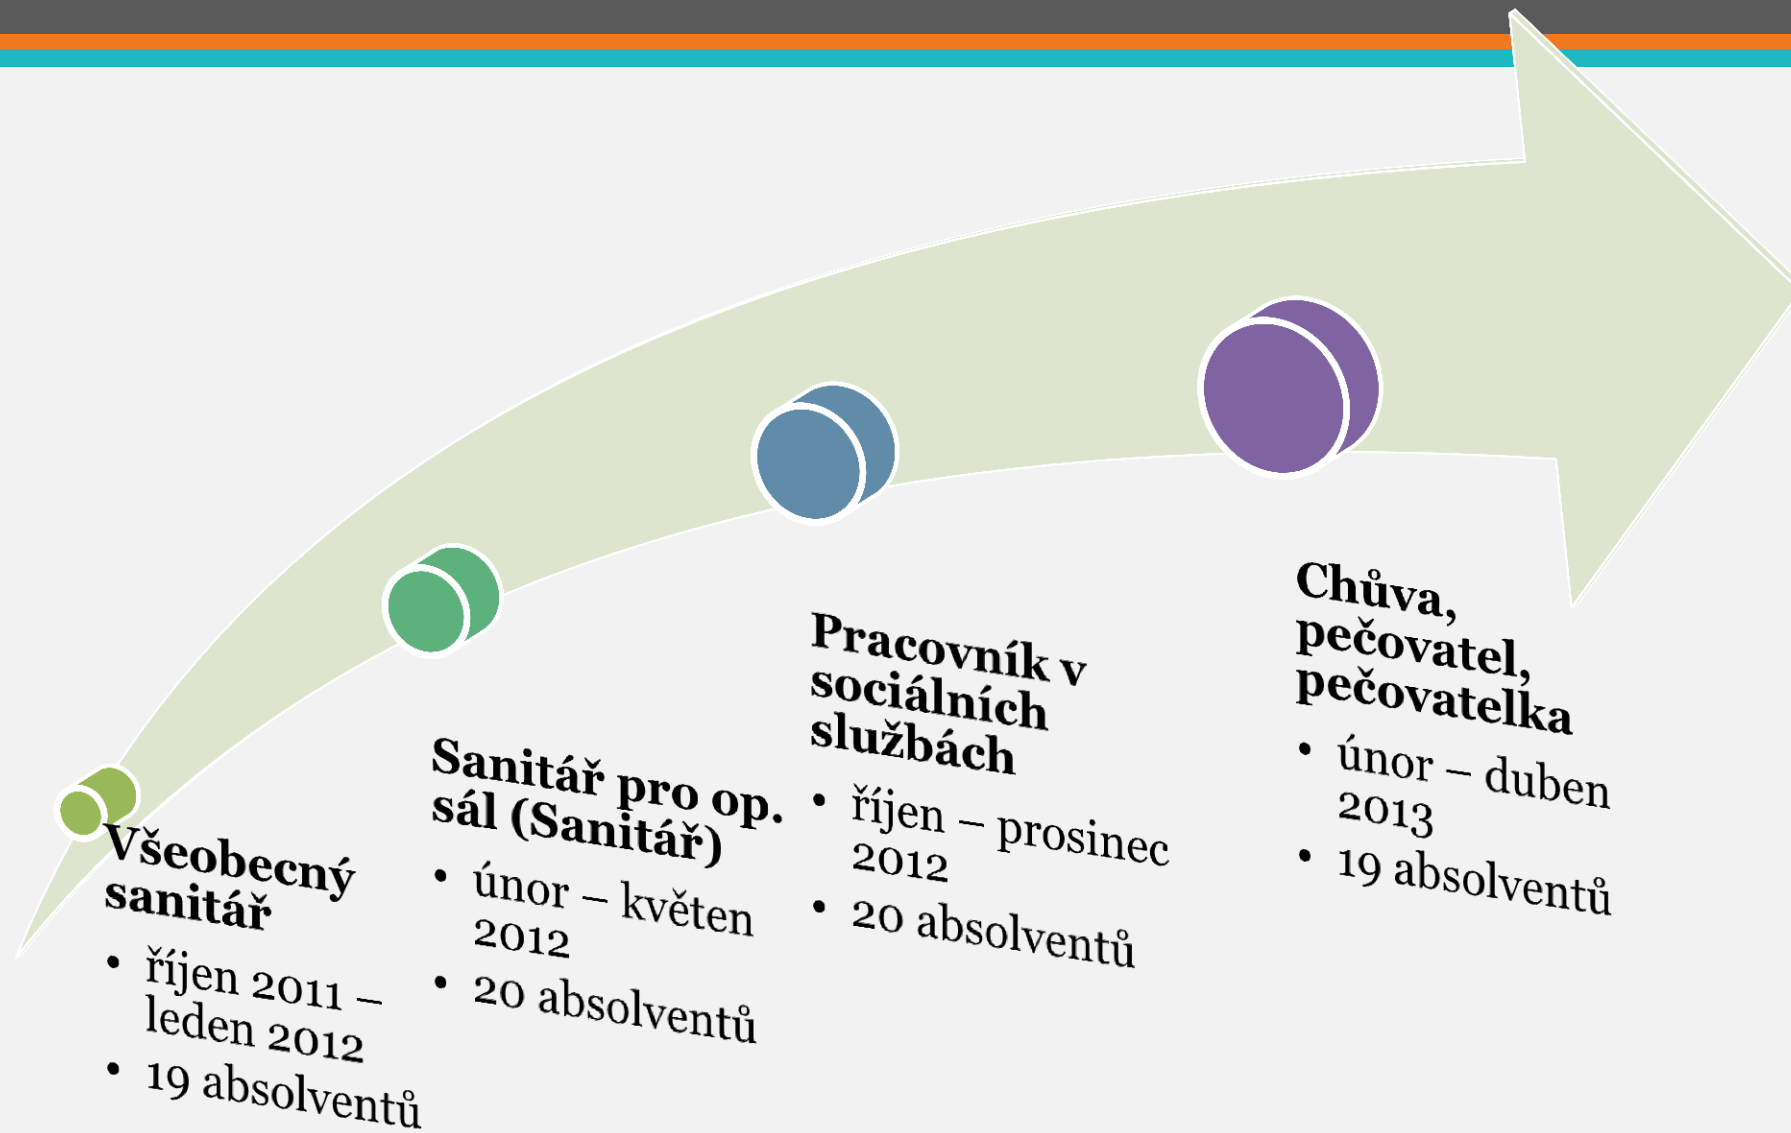 Všeobecný
sanitář
• říjen 2011 –
leden 2012
• 19 absolventů
Sanitář pro op.
sál (Sanitář)
• únor – květen
2012
• 20 absolventů
Pracovník v
sociálních
službách
• říjen – prosinec
2012
• 20 absolventů
Chůva,
pečovatel,
pečovatelka
• únor – duben
2013
• 19 absolventů